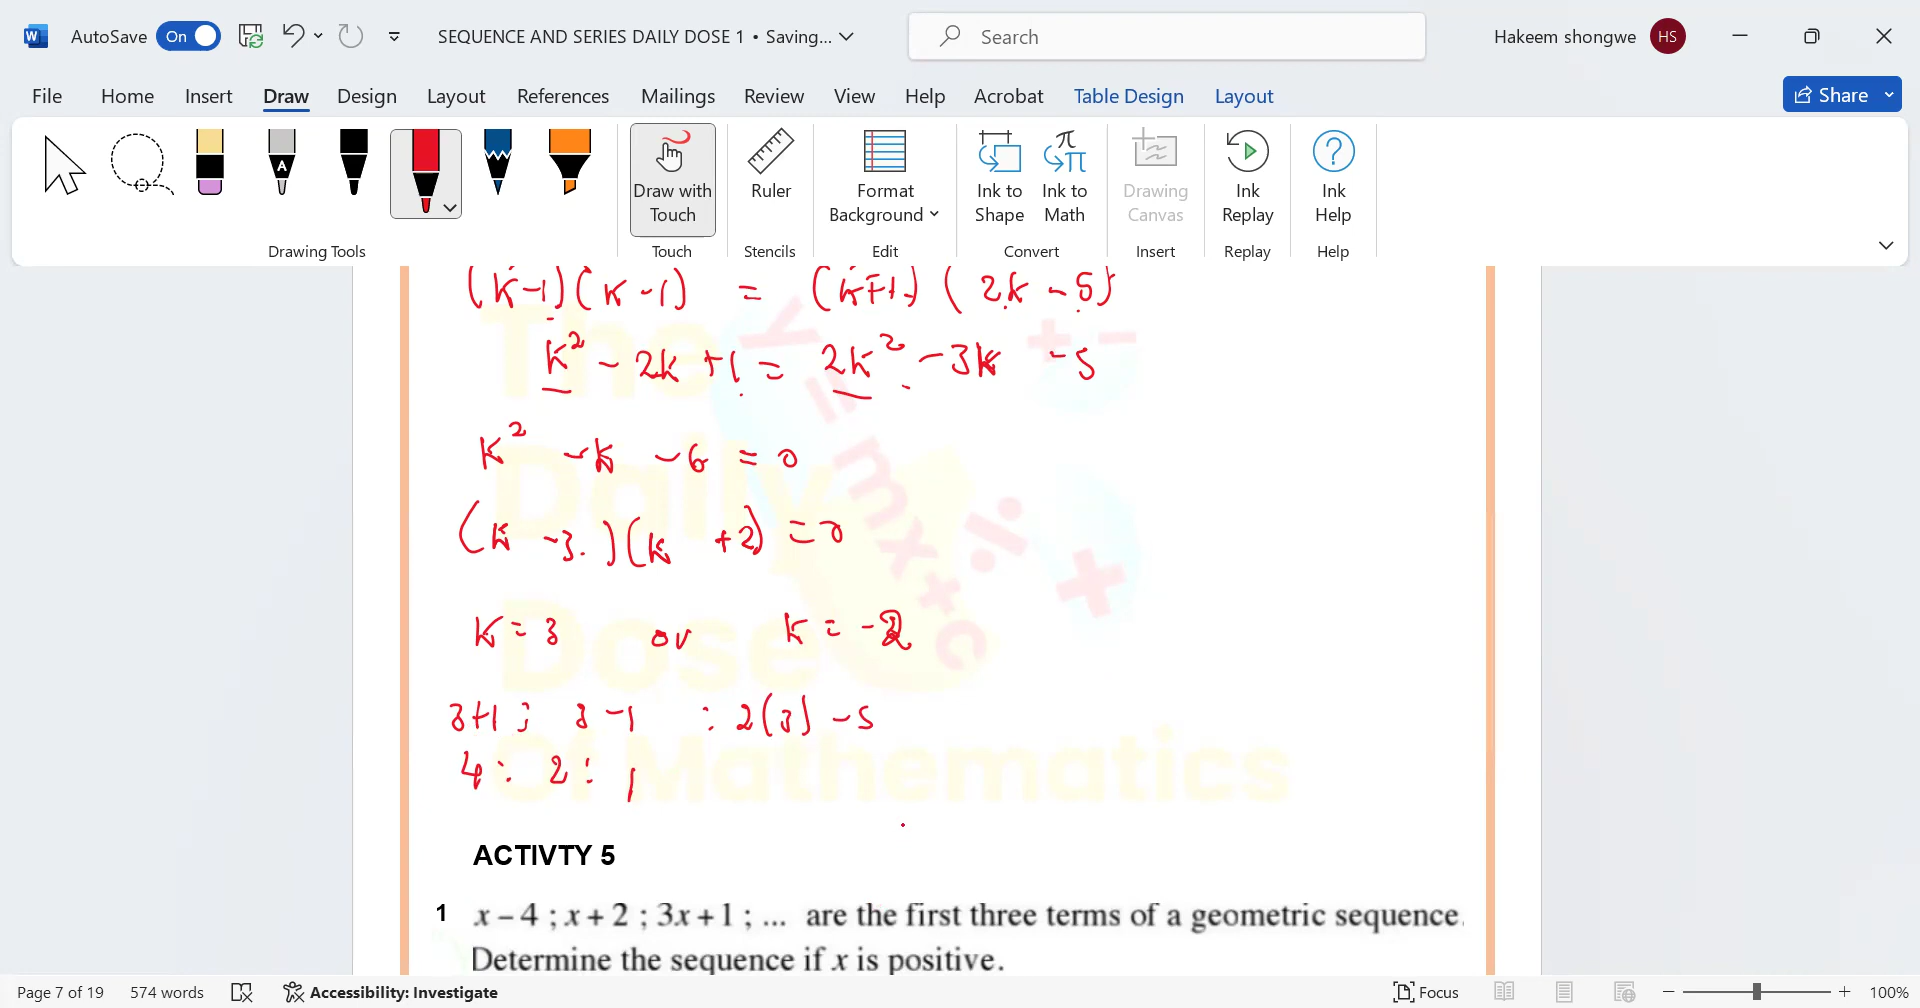 AutoSave On SEQUENCE AND SERIES DAILY DOSE 1 • Saving... Search Hakeem shongwe HS
File Home Insert Draw Design Layout References Mailings Review View Help Acrobat Table Design Layout Share
Draw with Touch Ruler Format Background Ink to Shape Ink to Math Drawing Canvas Ink Replay Ink Help
Drawing Tools Touch Stencils Edit Convert Insert Replay Help
(k-1)(k-1) = (k+1)(2k-5)
k² - 2k + 1 = 2k² - 3k - 5
k² - k - 6 = 0
(k - 3)(k + 2) = 0
k = 3 or k = -2
3+1 ; 3-1 : 2(3) - 5
4 : 2 : 1
The
Daily
Dose
Of Mathematics
y=mx+c
ACTIVTY 5
1 x – 4 ; x + 2 ; 3x + 1 ; ... are the first three terms of a geometric sequence.
Determine the sequence if x is positive.
Page 7 of 19 574 words Accessibility: Investigate Focus 100%